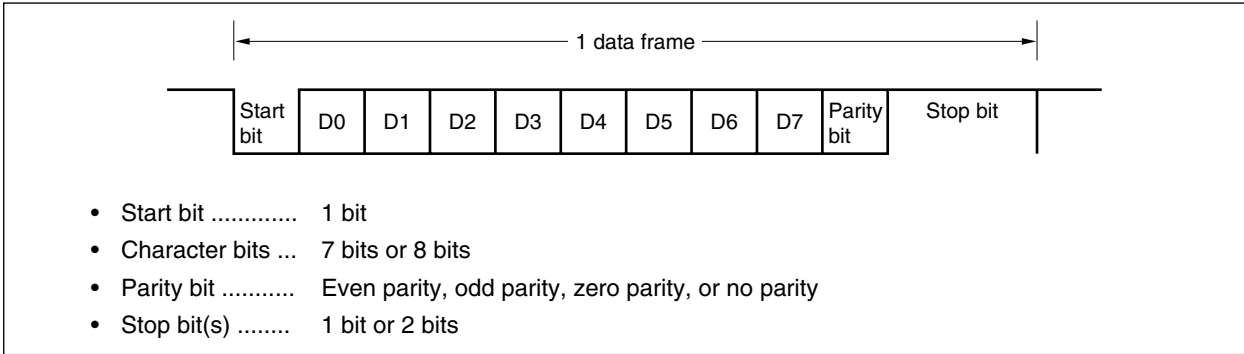 1 data frame
Start bit D0 D1 D2 D3 D4 D5 D6 D7 Parity bit Stop bit
• Start bit ............. 1 bit
• Character bits ... 7 bits or 8 bits
• Parity bit ........... Even parity, odd parity, zero parity, or no parity
• Stop bit(s) ........ 1 bit or 2 bits